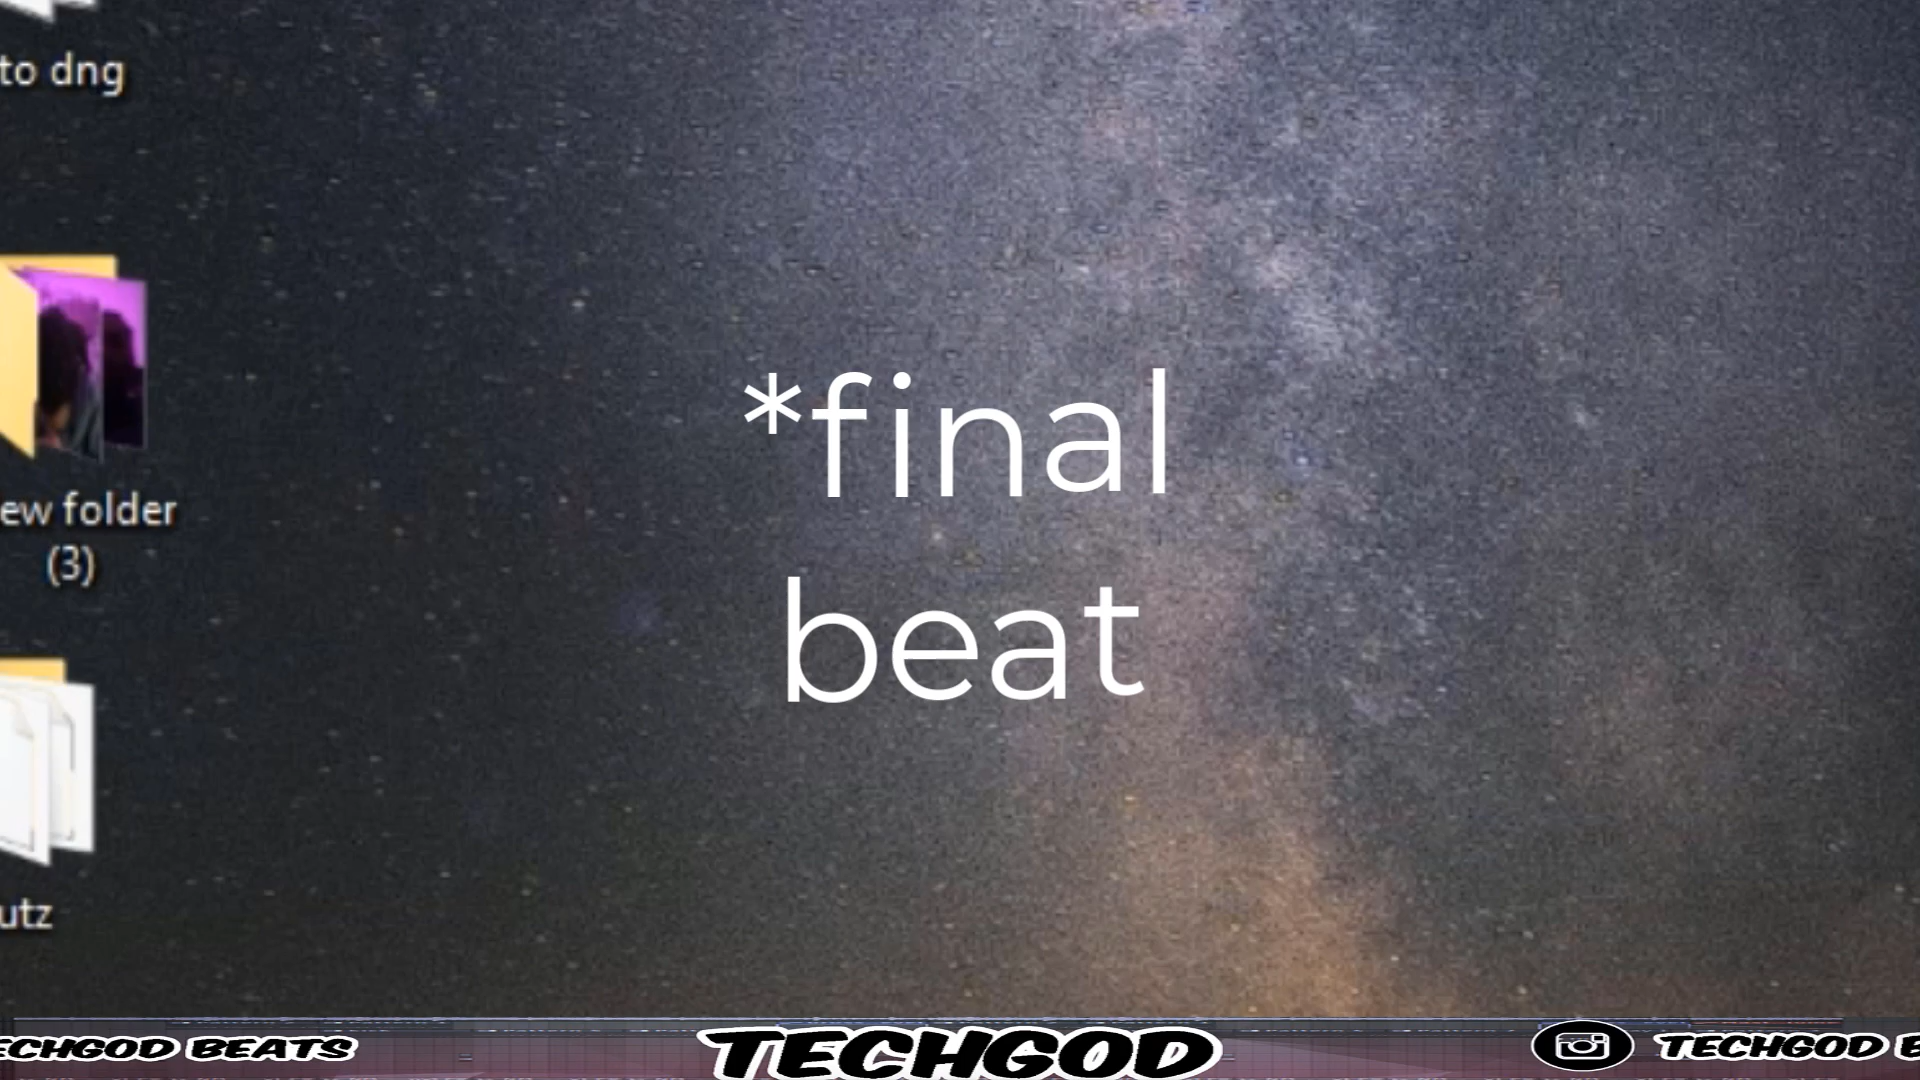 to dng
ew folder
(3)
utz
*final
beat
ECHGOD BEATS
TECHGOD
TECHGOD B